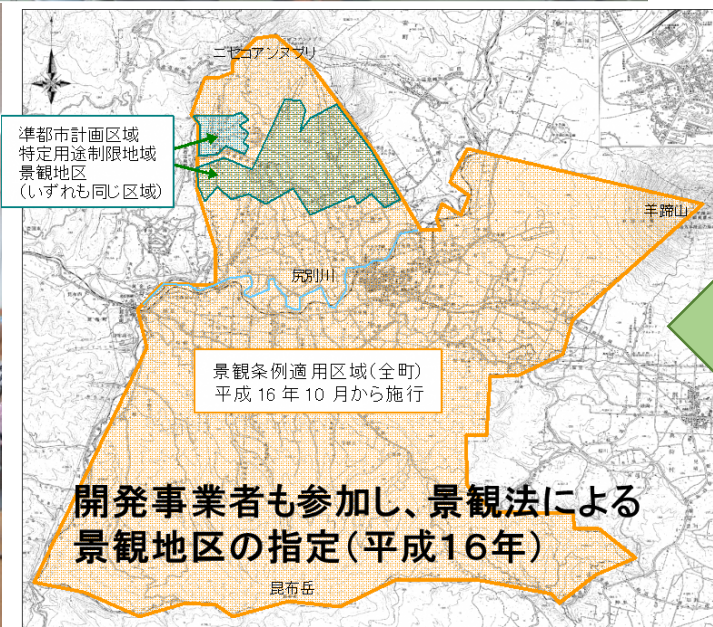 ニセコアンヌプリ
準都市計画区域
特定用途制限地域
景観地区
(いずれも同じ区域)
羊蹄山
尻別川
景観条例適用区域(全町)
平成16年10月から施行
開発事業者も参加し、景観法による
景観地区の指定(平成16年)
昆布岳